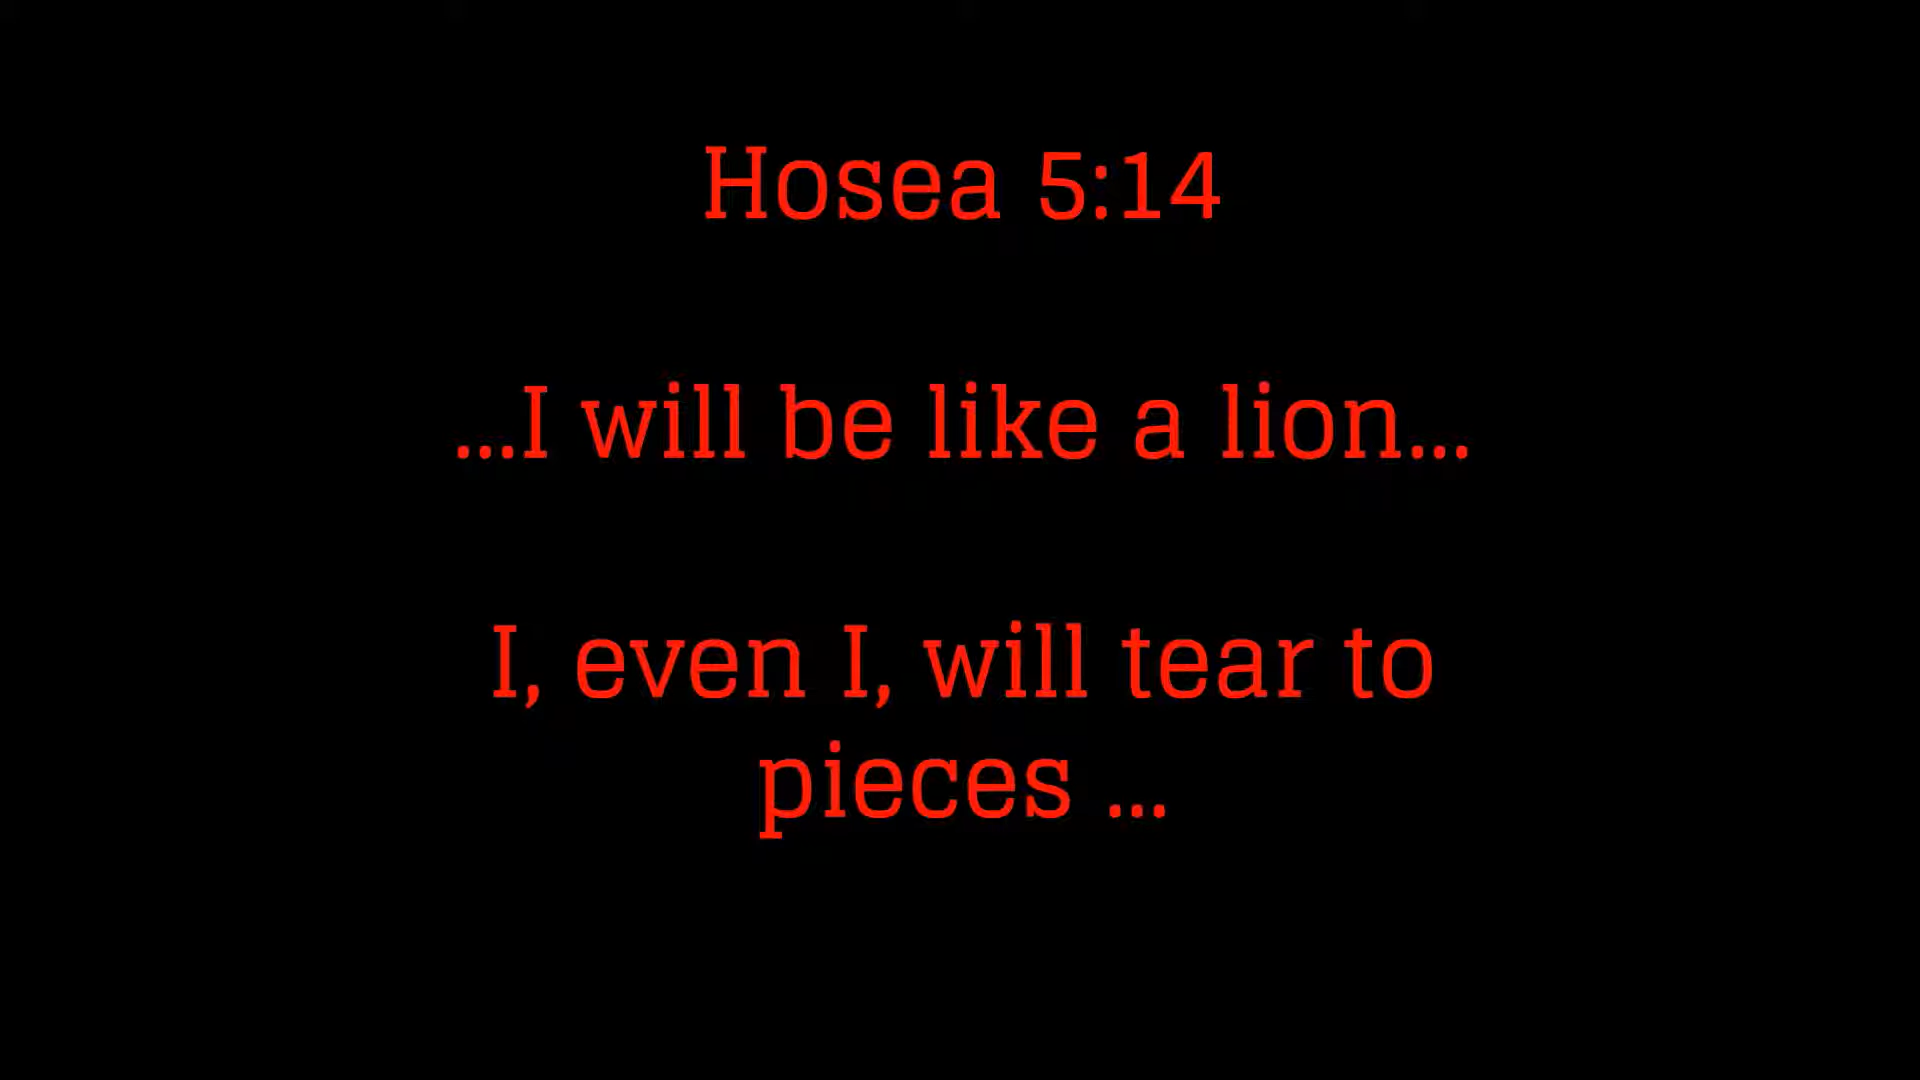 Hosea 5:14
...I will be like a lion...
I, even I, will tear to
pieces ...